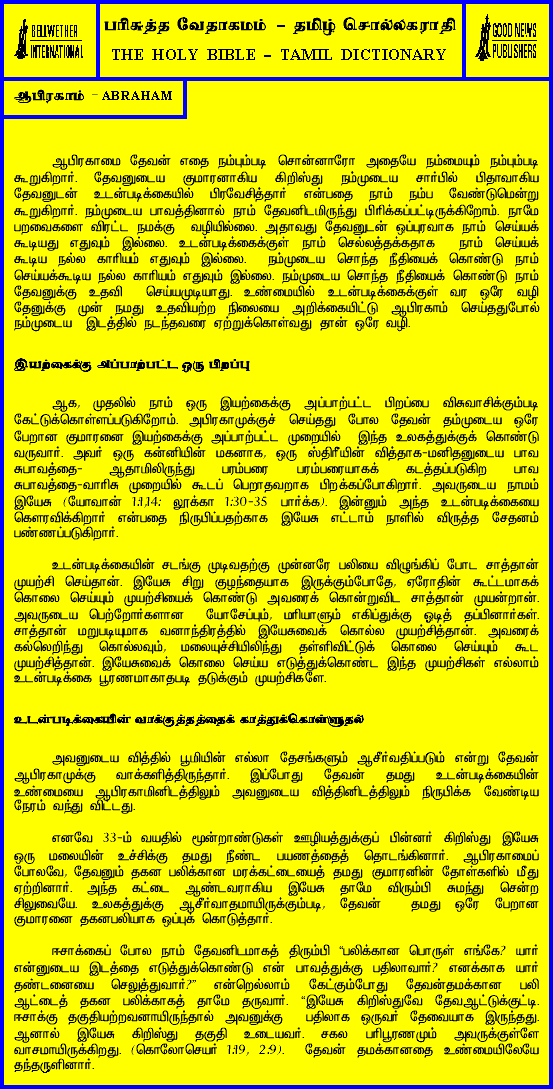 BELLWETHER
INTERNATIONAL
பரிசுத்த வேதாகமம் - தமிழ் சொல்லகராதி
THE HOLY BIBLE - TAMIL DICTIONARY
GOOD NEWS
PUBLISHERS
ஆபிரகாம் - ABRAHAM
ஆபிரகாமை தேவன் எதை நம்பும்படி சொன்னாரோ அதையே நம்மையும் நம்பும்படி
கூறுகிறார். தேவனுடைய குமாரனாகிய கிறிஸ்து நம்முடைய சார்பில் பிதாவாகிய
தேவனுடன் உடன்படிக்கையில் பிரவேசித்தார் என்பதை நாம் நம்ப வேண்டுமென்று
கூறுகிறார். நம்முடைய பாவத்தினால் நாம் தேவனிடமிருந்து பிரிக்கப்பட்டிருக்கிறோம். நாமே
பறவைகளை விரட்ட நமக்கு வழியில்லை. அதாவது தேவனுடன் ஒப்புரவாக நாம் செய்யக்
கூடியது எதுவும் இல்லை. உடன்படிக்கைக்குள் நாம் செல்லத்தக்கதாக நாம் செய்யக்
கூடிய நல்ல காரியம் எதுவும் இல்லை. நம்முடைய சொந்த நீதியைக் கொண்டு நாம்
செய்யக்கூடிய நல்ல காரியம் எதுவும் இல்லை. நம்முடைய சொந்த நீதியைக் கொண்டு நாம்
தேவனுக்கு உதவி செய்யமுடியாது. உண்மையில் உடன்படிக்கைக்குள் வர ஒரே வழி
தேனுக்கு முன் நமது உதவியற்ற நிலையை அறிக்கையிட்டு ஆபிரகாம் செய்ததுபோல்
நம்முடைய இடத்தில் நடந்தவரை ஏற்றுக்கொள்வது தான் ஒரே வழி.
இயற்கைக்கு அப்பாற்பட்ட ஒரு பிறப்பு
ஆக, முதலில் நாம் ஒரு இயற்கைக்கு அப்பாற்பட்ட பிறப்பை விசுவாசிக்கும்படி
கேட்டுக்கொள்ளப்படுகிறோம். அபிரகாமுக்குச் செய்தது போல தேவன் தம்முடைய ஒரே
பேறான குமாரனை இயற்கைக்கு அப்பாற்பட்ட முறையில் இந்த உலகத்துக்குக் கொண்டு
வருவார். அவர் ஒரு கன்னியின் மகனாக, ஒரு ஸ்திரீயின் வித்தாக-மனிதனுடைய பாவ
சுபாவத்தை- ஆதாமிலிருந்து பரம்பரை பரம்பரையாகக் கடத்தப்படுகிற பாவ
சுபாவத்தை-வாரிசு முறையில் கூடப் பெறாதவறாக பிறக்கப்போகிறார். அவருடைய நாமம்
இயேசு (யோவான் 1:1,14; லூக்கா 1:30-35 பார்க்க). இன்னும் அந்த உடன்படிக்கையை
கௌரவிக்கிறார் என்பதை நிருபிப்பதற்காக இயேசு எட்டாம் நாளில் விருத்த சேதனம்
பண்ணப்படுகிறார்.
உடன்படிக்கையின் சடங்கு முடிவதற்கு முன்னரே பலியை விழுங்கிப் போட சாத்தான்
முயற்சி செய்தான். இயேசு சிறு குழந்தையாக இருக்கும்போதே, ஏரோதின் கூட்டமாகக்
கொலை செய்யும் முயற்சியைக் கொண்டு அவரைக் கொன்றுவிட சாத்தான் முயன்றான்.
அவருடைய பெற்றோர்களான யோசேப்பும், மரியாளும் எகிப்துக்கு ஓடித் தப்பினார்கள்.
சாத்தான் மறுபடியுமாக வனாந்திரத்தில் இயேசுவைக் கொல்ல முயற்சித்தான். அவரைக்
கல்லெறிந்து கொல்லவும், மலையுச்சியிலிந்து தள்ளிவிட்டுக் கொலை செய்யும் கூட
முயற்சித்தான். இயேசுவைக் கொலை செய்ய எடுத்துக்கொண்ட இந்த முயற்சிகள் எல்லாம்
உடன்படிக்கை பூரணமாகாதபடி தடுக்கும் முயற்சிகளே.
உடன்படிக்கையின் வாக்குத்தத்தைக் காத்துக்கொள்ளுதல்
அவனுடைய வித்தில் பூமியின் எல்லா தேசங்களும் ஆசீர்வதிப்படும் என்று தேவன்
ஆபிரகாமுக்கு வாக்களித்திருந்தார். இப்போது தேவன் தமது உடன்படிக்கையின்
உண்மையை ஆபிரகாமினிடத்திலும் அவனுடைய வித்தினிடத்திலும் நிருபிக்க வேண்டிய
நேரம் வந்து விட்டது.
எனவே 33-ம் வயதில் மூன்றாண்டுகள் ஊழியத்துக்குப் பின்னர் கிறிஸ்து இயேசு
ஒரு மலையின் உச்சிக்கு தமது நீண்ட பயணத்தைத் தொடங்கினார். ஆபிராமைப்
போலவே, தேவனும் தகன பலிக்கான மரக்கட்டையைத் தமது குமாரனின் தோள்களில் மீது
ஏற்றினார். அந்த கட்டை ஆண்டவராகிய இயேசு தாமே விரும்பி சுமந்து சென்ற
சிலுவையே. உலகத்துக்கு ஆசீர்வாதமாயிருக்கும்படி, தேவன் தமது ஒரே பேறான
குமாரனை தகனபலியாக ஒப்புக் கொடுத்தார்.
ஈசாக்கைப் போல நாம் தேவனிடமாகத் திரும்பி “பலிக்கான பொருள் எங்கே? யார்
என்னுடைய இடத்தை எடுத்துக்கொண்டு என் பாவத்துக்கு பதிலாவார்? எனக்காக யார்
தண்டனையை செலுத்துவார்?” என்றெல்லாம் கேட்கும்போது தேவன்தமக்கான பலி
ஆட்டைத் தகன பலிக்காகத் தாமே தருவார். “இயேசு கிறிஸ்துவே தேவஆட்டுக்குட்டி.
ஈசாக்கு தகுதியற்றவனாயிருந்தால் அவனுக்கு பதிலாக ஒருவர் தேவையாக இருந்தது.
ஆனால் இயேசு கிறிஸ்து தகுதி உடையவர். சகல பரிபூரணமும் அவருக்குள்ளே
வாசமாயிருக்கிறது. (கொலோசெயர் 1:19, 2:9). தேவன் தமக்கானதை உண்மையிலேயே
தந்தருளினார்.